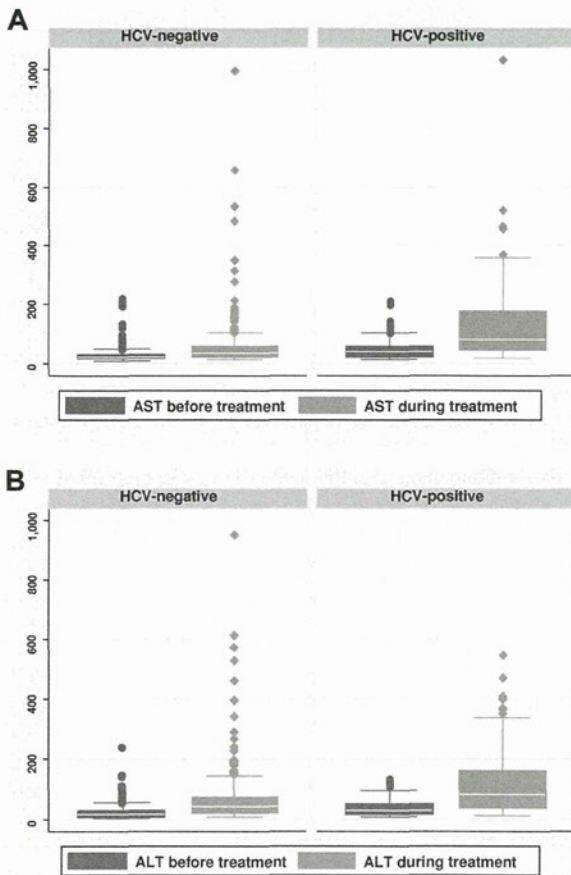 A
HCV-negative HCV-positive
1,000
800
600
400
200
0
AST before treatment AST during treatment
B
HCV-negative HCV-positive
1,000
800
600
400
200
0
ALT before treatment ALT during treatment